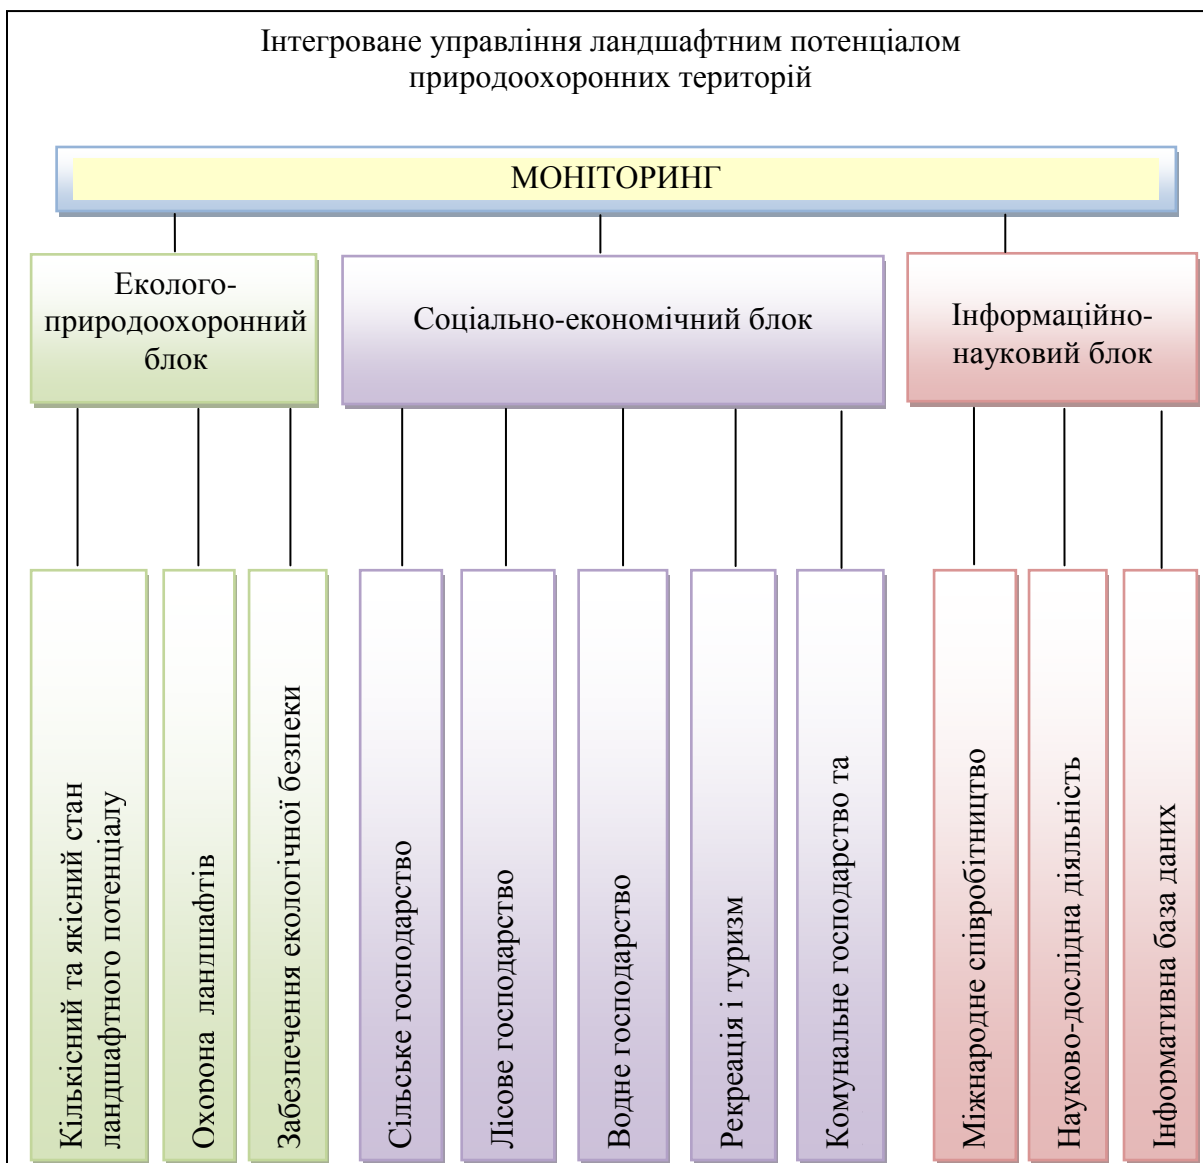 Інтегроване управління ландшафтним потенціалом
природоохоронних територій
МОНІТОРИНГ
Еколого-
природоохоронний
блок
Соціально-економічний блок
Інформаційно-
науковий блок
Кількісний та якісний стан
ландшафтного потенціалу
Охорона ландшафтів
Забезпечення екологічної безпеки
Сільське господарство
Лісове господарство
Водне господарство
Рекреація і туризм
Комунальне господарство та
Міжнародне співробітництво
Науково-дослідна діяльність
Інформативна база даних